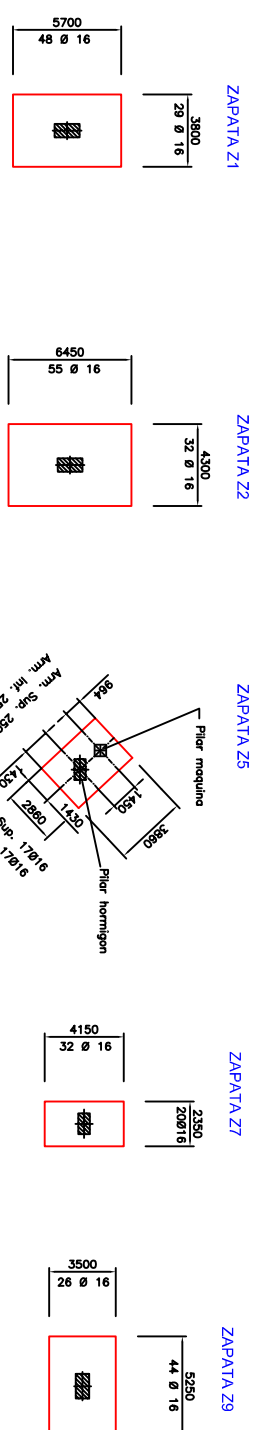 ZAPATA Z1
3800
29 Ø 16
5700
48 Ø 16
ZAPATA Z2
4300
32 Ø 16
6450
55 Ø 16
ZAPATA Z5
Pilar maquina
Pilar hormigon
964
1450
3860
1430
2860
1430
Arm. Sup.
Arm. Inf.
17Ø16
17Ø16
ZAPATA Z7
2350
20Ø16
4150
32 Ø 16
ZAPATA Z9
5250
44 Ø 16
3500
26 Ø 16